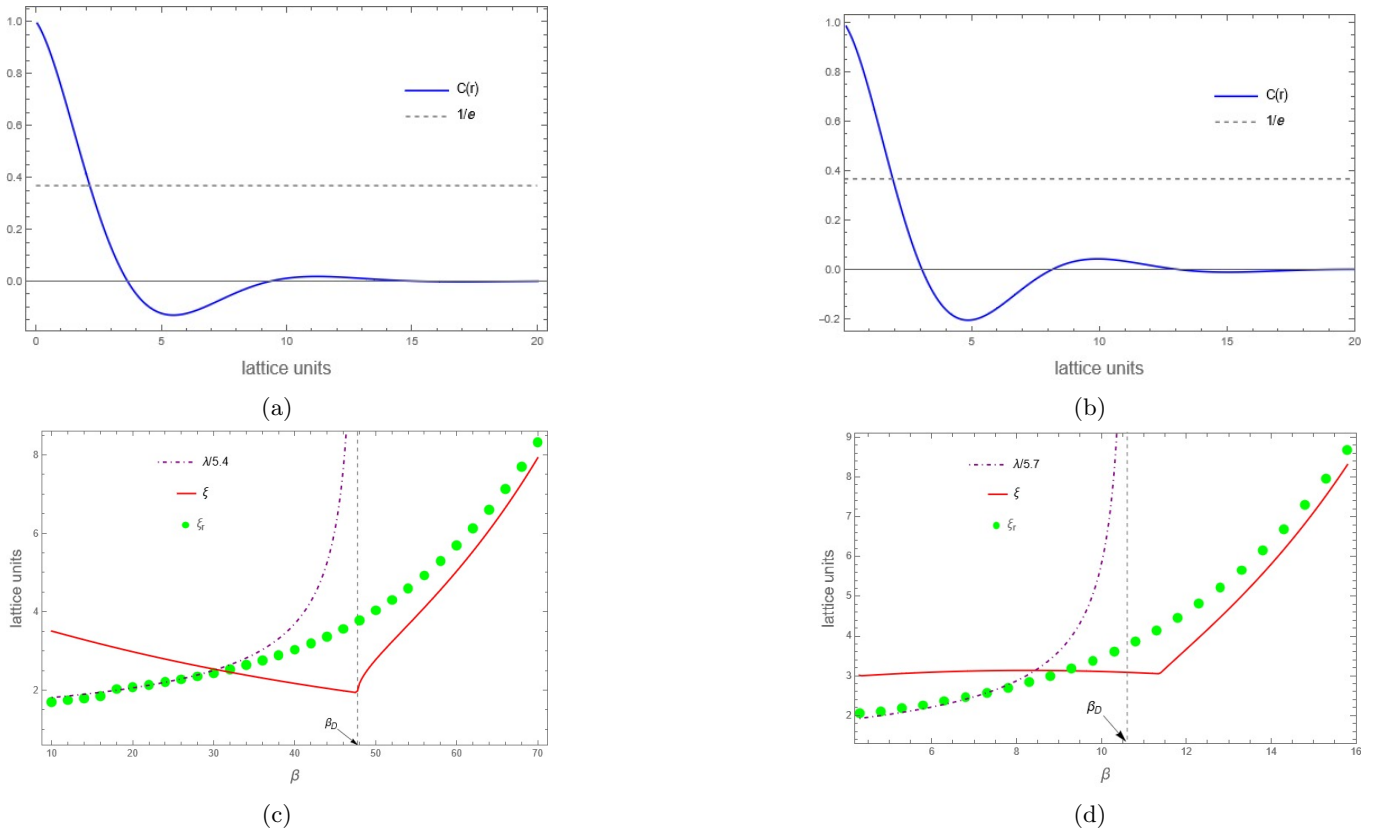 1.0
0.8
0.6
0.4
0.2
0.0
C(r)
1/e
0 5 10 15 20
lattice units
(a)
1.0
0.8
0.6
0.4
0.2
0.0
-0.2
C(r)
1/e
5 10 15 20
lattice units
(b)
8
6
4
2
lattice units
λ/5.4
ξ
ξr
βD
10 20 30 40 50 60 70
β
(c)
9
8
7
6
5
4
3
2
lattice units
λ/5.7
ξ
ξr
βD
6 8 10 12 14 16
β
(d)